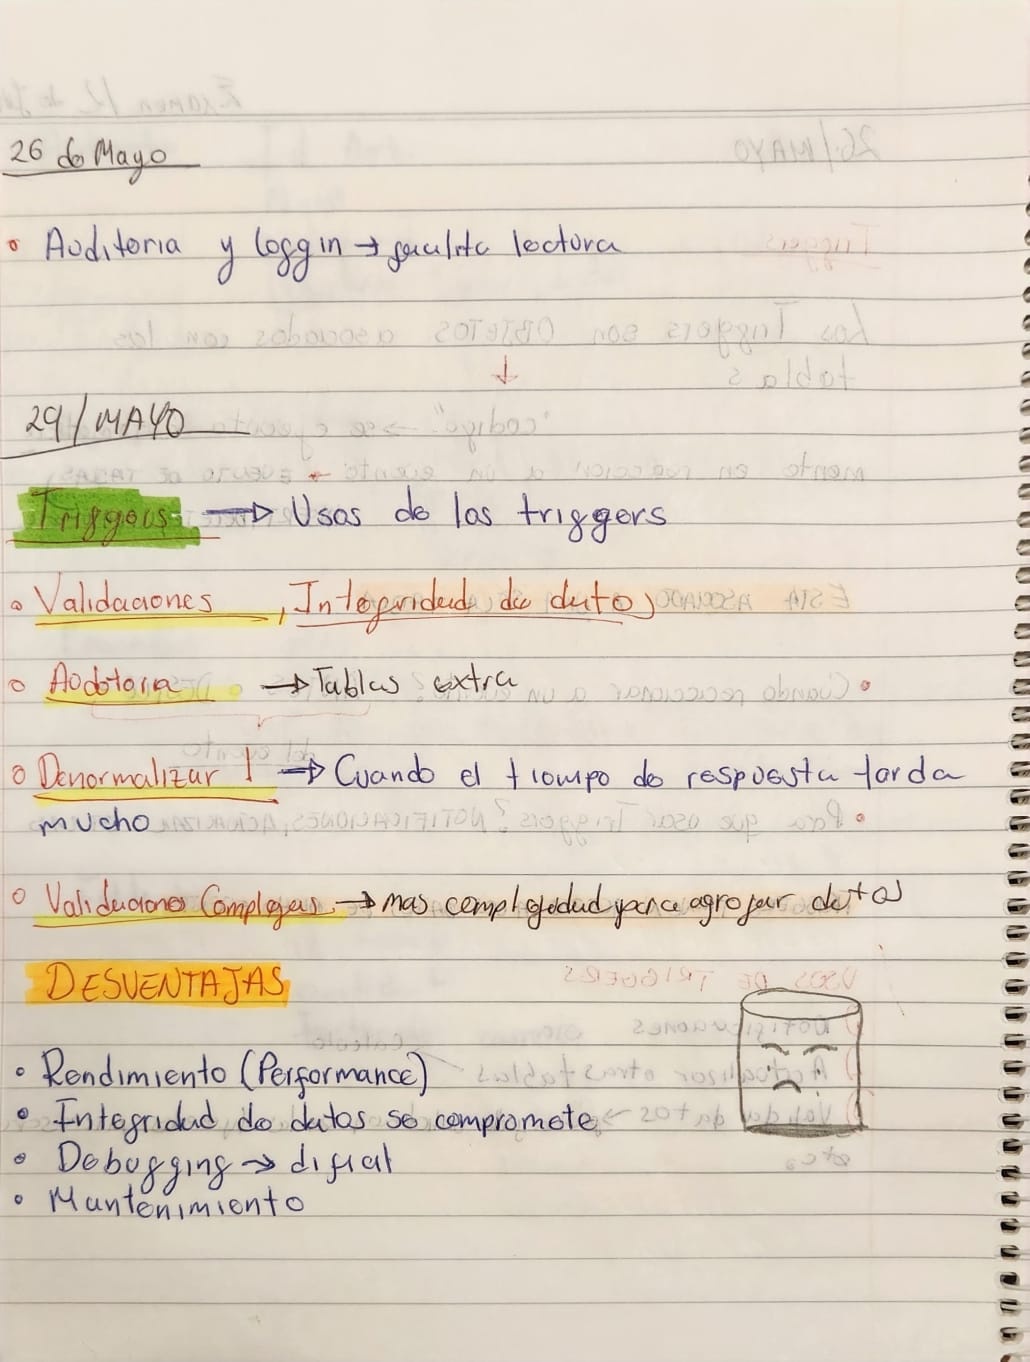 26 de Mayo
• Auditoria y loggin → lectura
29/MAYO
Triggers → Usos de los triggers
• Validaciones, Integridad de datos
• Auditoria → Tablas extra
• Denormalizar → Cuando el tiempo de respuesta tarda
mucho
• Validaciones Complejas → mas complejidad para agregar datos
DESVENTAJAS
• Rendimiento (Performance)
• Integridad de datos se compromete
• Debugging → dificil
• Mantenimiento